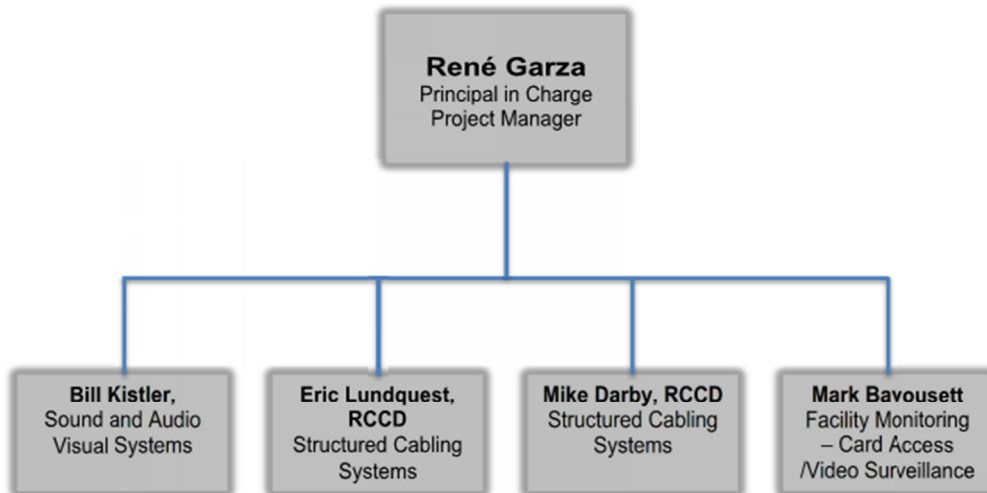 René Garza
Principal in Charge
Project Manager
Bill Kistler,
Sound and Audio
Visual Systems
Eric Lundquest,
RCCD
Structured Cabling
Systems
Mike Darby, RCCD
Structured Cabling
Systems
Mark Bavousett
Facility Monitoring
– Card Access
/Video Surveillance